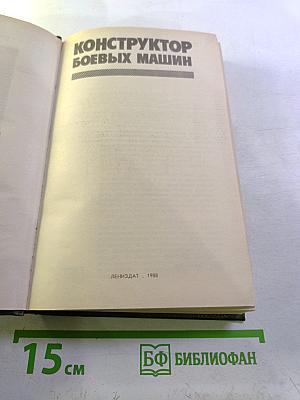 КОНСТРУКТОР
БОЕВЫХ МАШИН
ЛЕНИЗДАТ . 1988
15 см
БФ БИБЛИОФАН